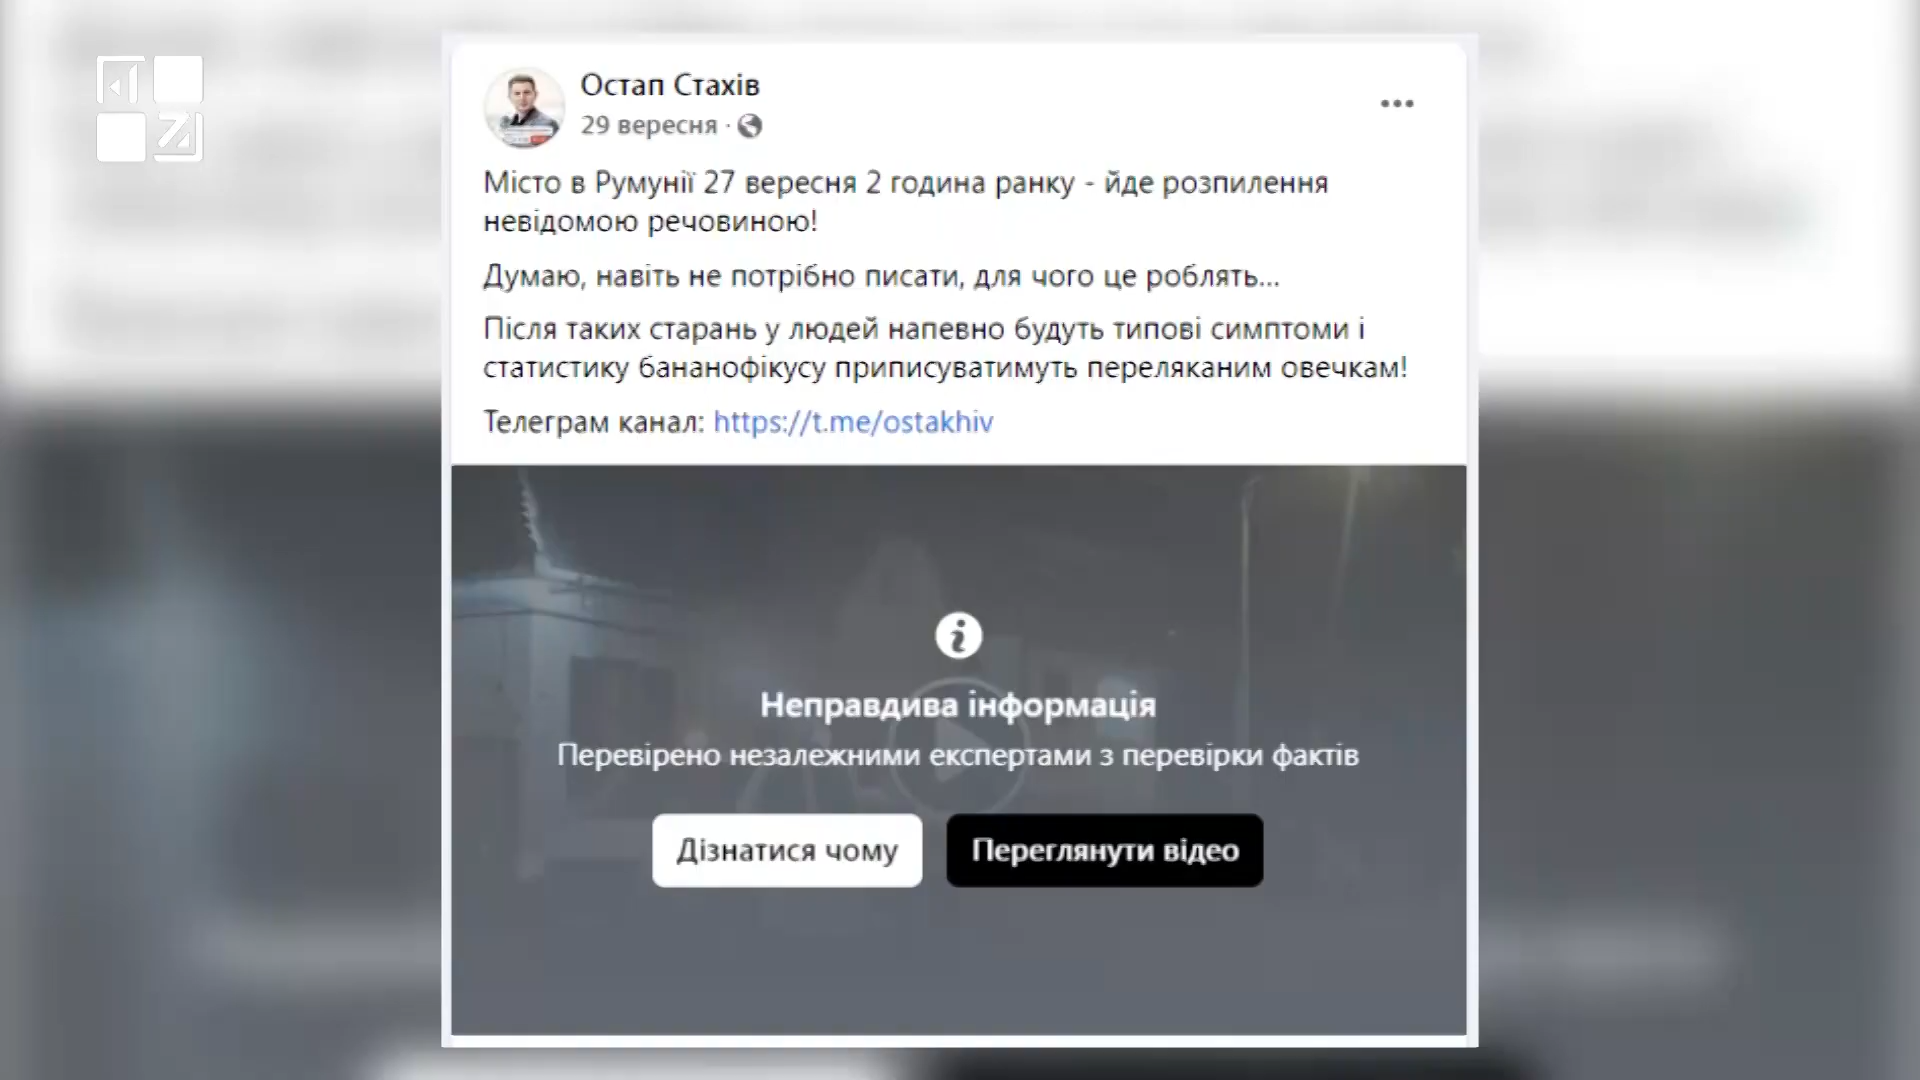 Остап Стахів
29 вересня ·
Місто в Румунії 27 вересня 2 година ранку - йде розпилення
невідомою речовиною!
Думаю, навіть не потрібно писати, для чого це роблять...
Після таких старань у людей напевно будуть типові симптоми і
статистику бананофікусу приписуватимуть переляканим овечкам!
Телеграм канал: https://t.me/ostakhiv
Неправдива інформація
Перевірено незалежними експертами з перевірки фактів
Дізнатися чому
Переглянути відео